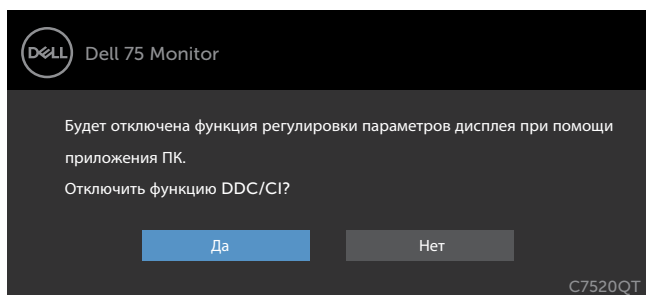 DELL Dell 75 Monitor
Будет отключена функция регулировки параметров дисплея при помощи
приложения ПК.
Отключить функцию DDC/CI?
Да Нет
C7520QT